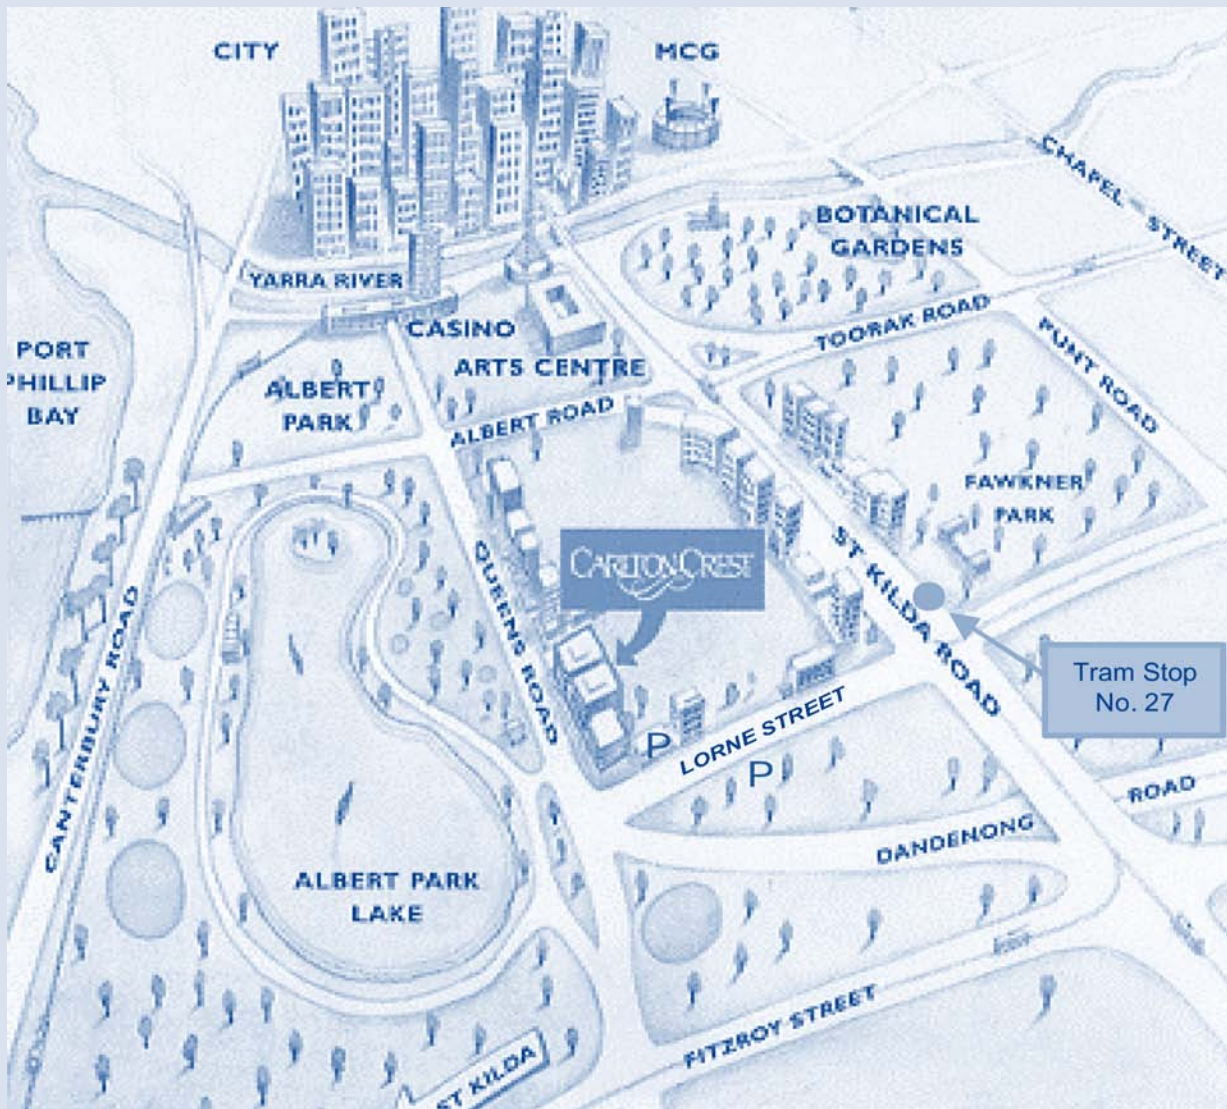 CITY
MCG
CHAPEL STREET
BOTANICAL
GARDENS
YARRA RIVER
CASINO
TOORAK ROAD
PUNT ROAD
PORT
PHILLIP
BAY
ARTS CENTRE
ALBERT
PARK
ALBERT ROAD
FAWKNER
PARK
CARLTON CREST
QUEENS ROAD
ST KILDA ROAD
CANTERBURY ROAD
Tram Stop
No. 27
LORNE STREET
P
P
ROAD
DANDENONG
ALBERT PARK
LAKE
FITZROY STREET
ST KILDA